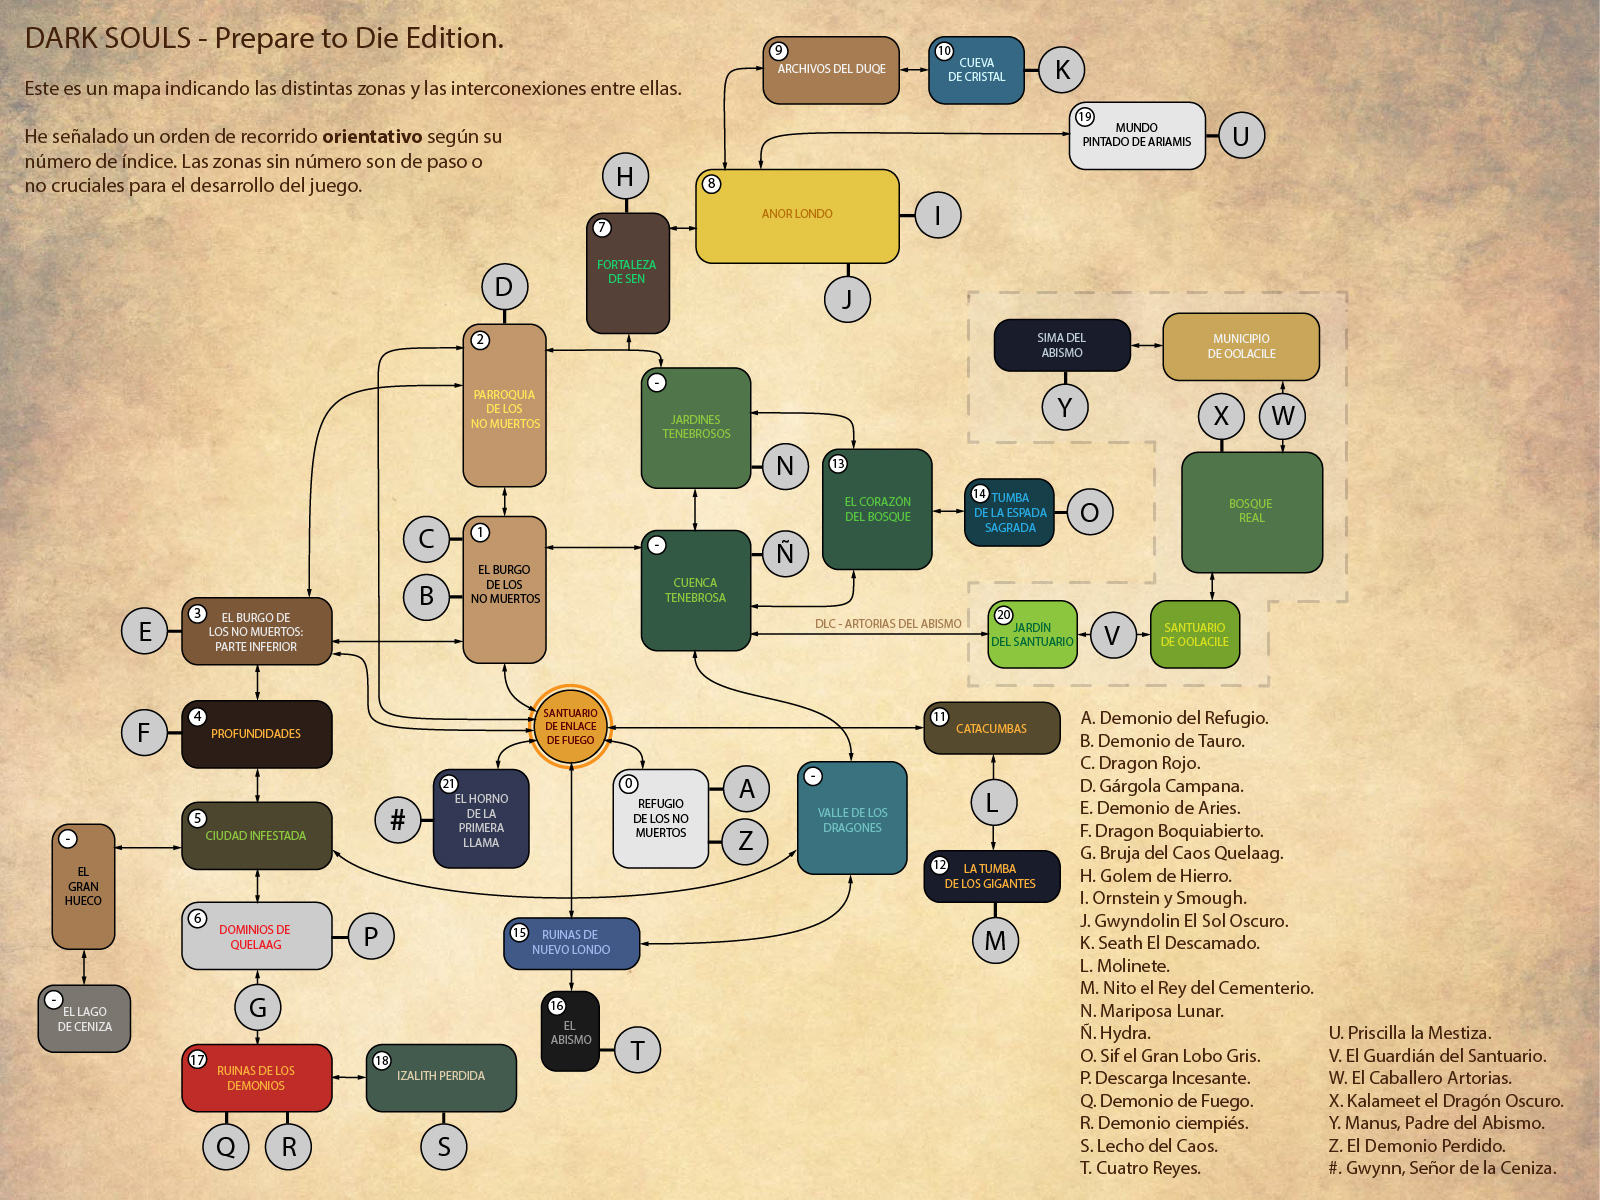 DARK SOULS - Prepare to Die Edition.
Este es un mapa indicando las distintas zonas y las interconexiones entre ellas.
He señalado un orden de recorrido orientativo según su
número de índice. Las zonas sin número son de paso o
no cruciales para el desarrollo del juego.
9
ARCHIVOS DEL DUQE
10
CUEVA
DE CRISTAL
K
19
MUNDO
PINTADO DE ARIAMIS
U
H
8
ANOR LONDO
I
J
7
FORTALEZA
DE SEN
D
2
PARROQUIA
DE LOS
NO MUERTOS
-
JARDINES
TENEBROSOS
N
SIMA DEL
ABISMO
MUNICIPIO
DE OOLACILE
Y
X
W
13
EL CORAZÓN
DEL BOSQUE
14
TUMBA
DE LA ESPADA
SAGRADA
O
BOSQUE
REAL
C
B
1
EL BURGO
DE LOS
NO MUERTOS
-
CUENCA
TENEBROSA
Ñ
E
3
EL BURGO DE
LOS NO MUERTOS:
PARTE INFERIOR
DLC - ARTORIAS DEL ABISMO
20
JARDÍN
DEL SANTUARIO
V
SANTUARIO
DE OOLACILE
F
4
PROFUNDIDADES
SANTUARIO
DE ENLACE
DE FUEGO
11
CATACUMBAS
#
21
EL HORNO
DE LA
PRIMERA
LLAMA
0
REFUGIO
DE LOS NO
MUERTOS
A
Z
-
VALLE DE LOS
DRAGONES
L
5
CIUDAD INFESTADA
-
EL
GRAN
HUECO
12
LA TUMBA
DE LOS GIGANTES
M
6
DOMINIOS DE
QUELAAG
P
15
RUINAS DE
NUEVO LONDO
-
EL LAGO
DE CENIZA
G
16
EL
ABISMO
T
17
RUINAS DE LOS
DEMONIOS
18
IZALITH PERDIDA
Q
R
S
A. Demonio del Refugio.
B. Demonio de Tauro.
C. Dragon Rojo.
D. Gárgola Campana.
E. Demonio de Aries.
F. Dragon Boquiabierto.
G. Bruja del Caos Quelaag.
H. Golem de Hierro.
I. Ornstein y Smough.
J. Gwyndolin El Sol Oscuro.
K. Seath El Descamado.
L. Molinete.
M. Nito el Rey del Cementerio.
N. Mariposa Lunar.
Ñ. Hydra.
O. Sif el Gran Lobo Gris.
P. Descarga Incesante.
Q. Demonio de Fuego.
R. Demonio ciempiés.
S. Lecho del Caos.
T. Cuatro Reyes.
U. Priscilla la Mestiza.
V. El Guardián del Santuario.
W. El Caballero Artorias.
X. Kalameet el Dragón Oscuro.
Y. Manus, Padre del Abismo.
Z. El Demonio Perdido.
#. Gwynn, Señor de la Ceniza.